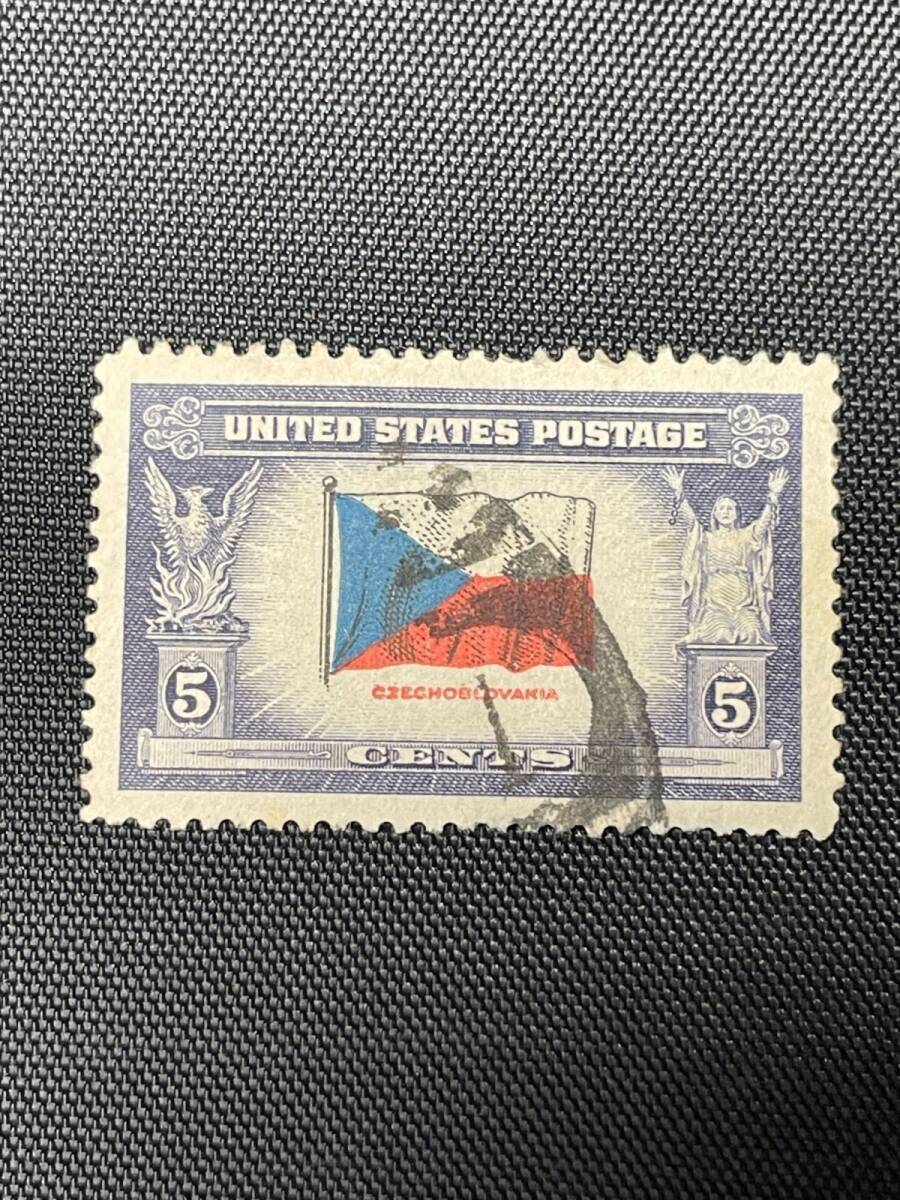 UNITED STATES POSTAGE
CZECHOSLOVAKIA
5 5
CENTS